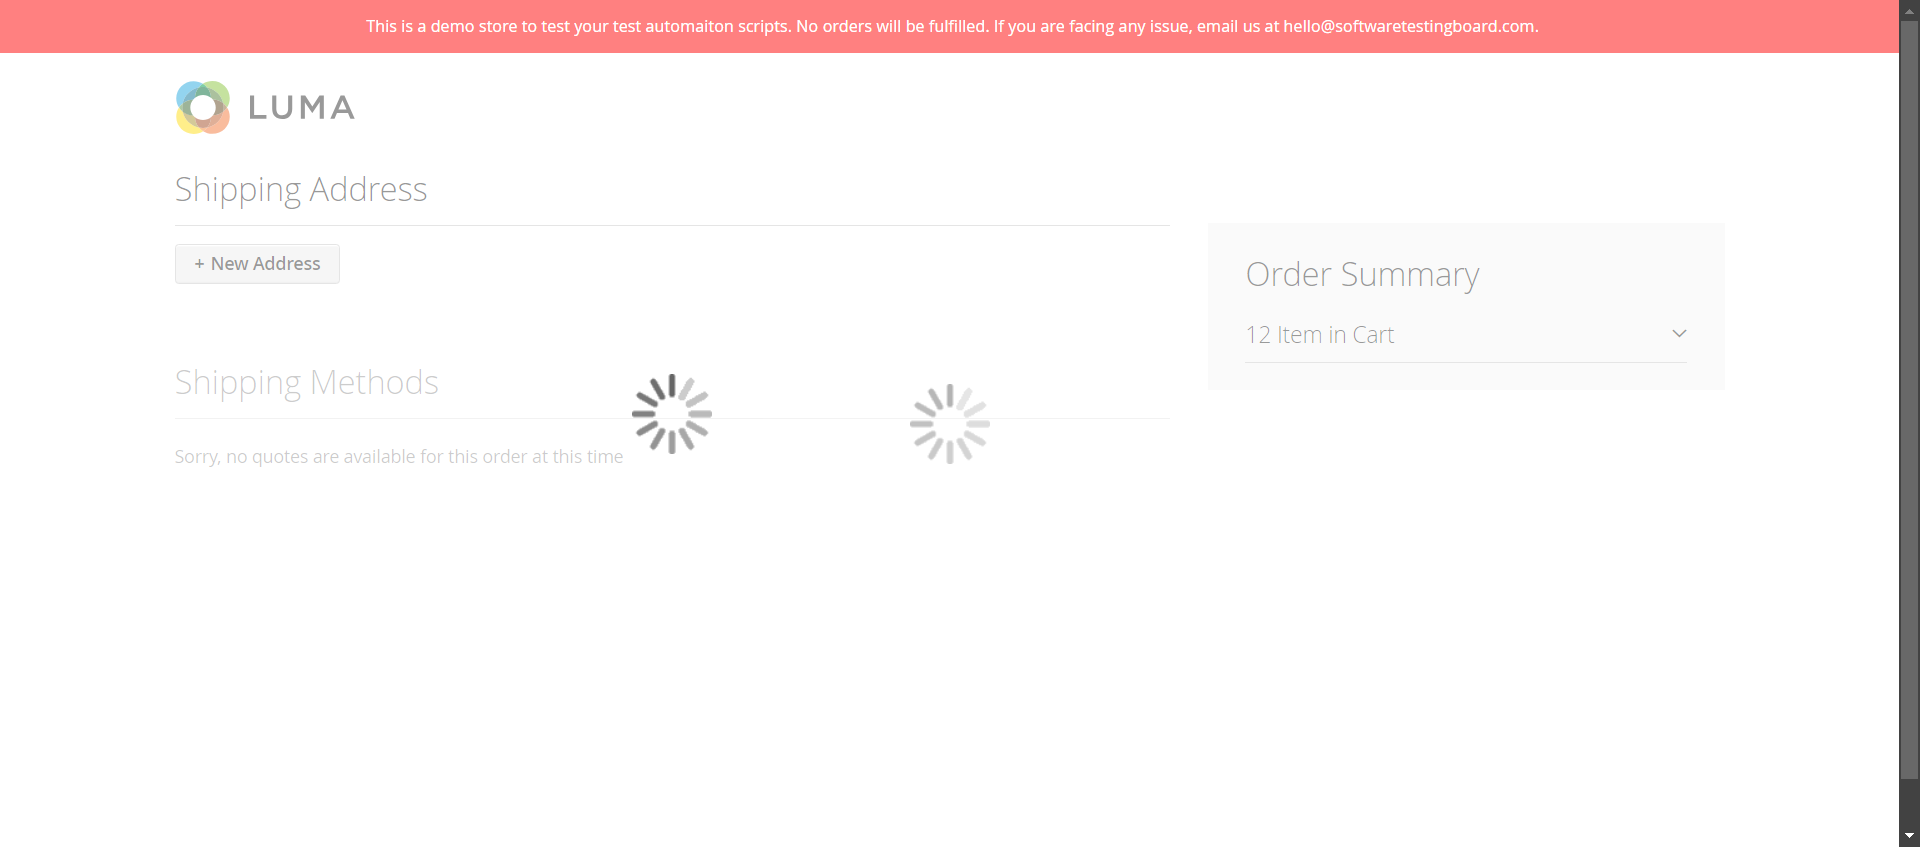 This is a demo store to test your test automaiton scripts. No orders will be fulfilled. If you are facing any issue, email us at hello@softwaretestingboard.com.
LUMA
Shipping Address
+ New Address
Order Summary
12 Item in Cart
Shipping Methods
Sorry, no quotes are available for this order at this time